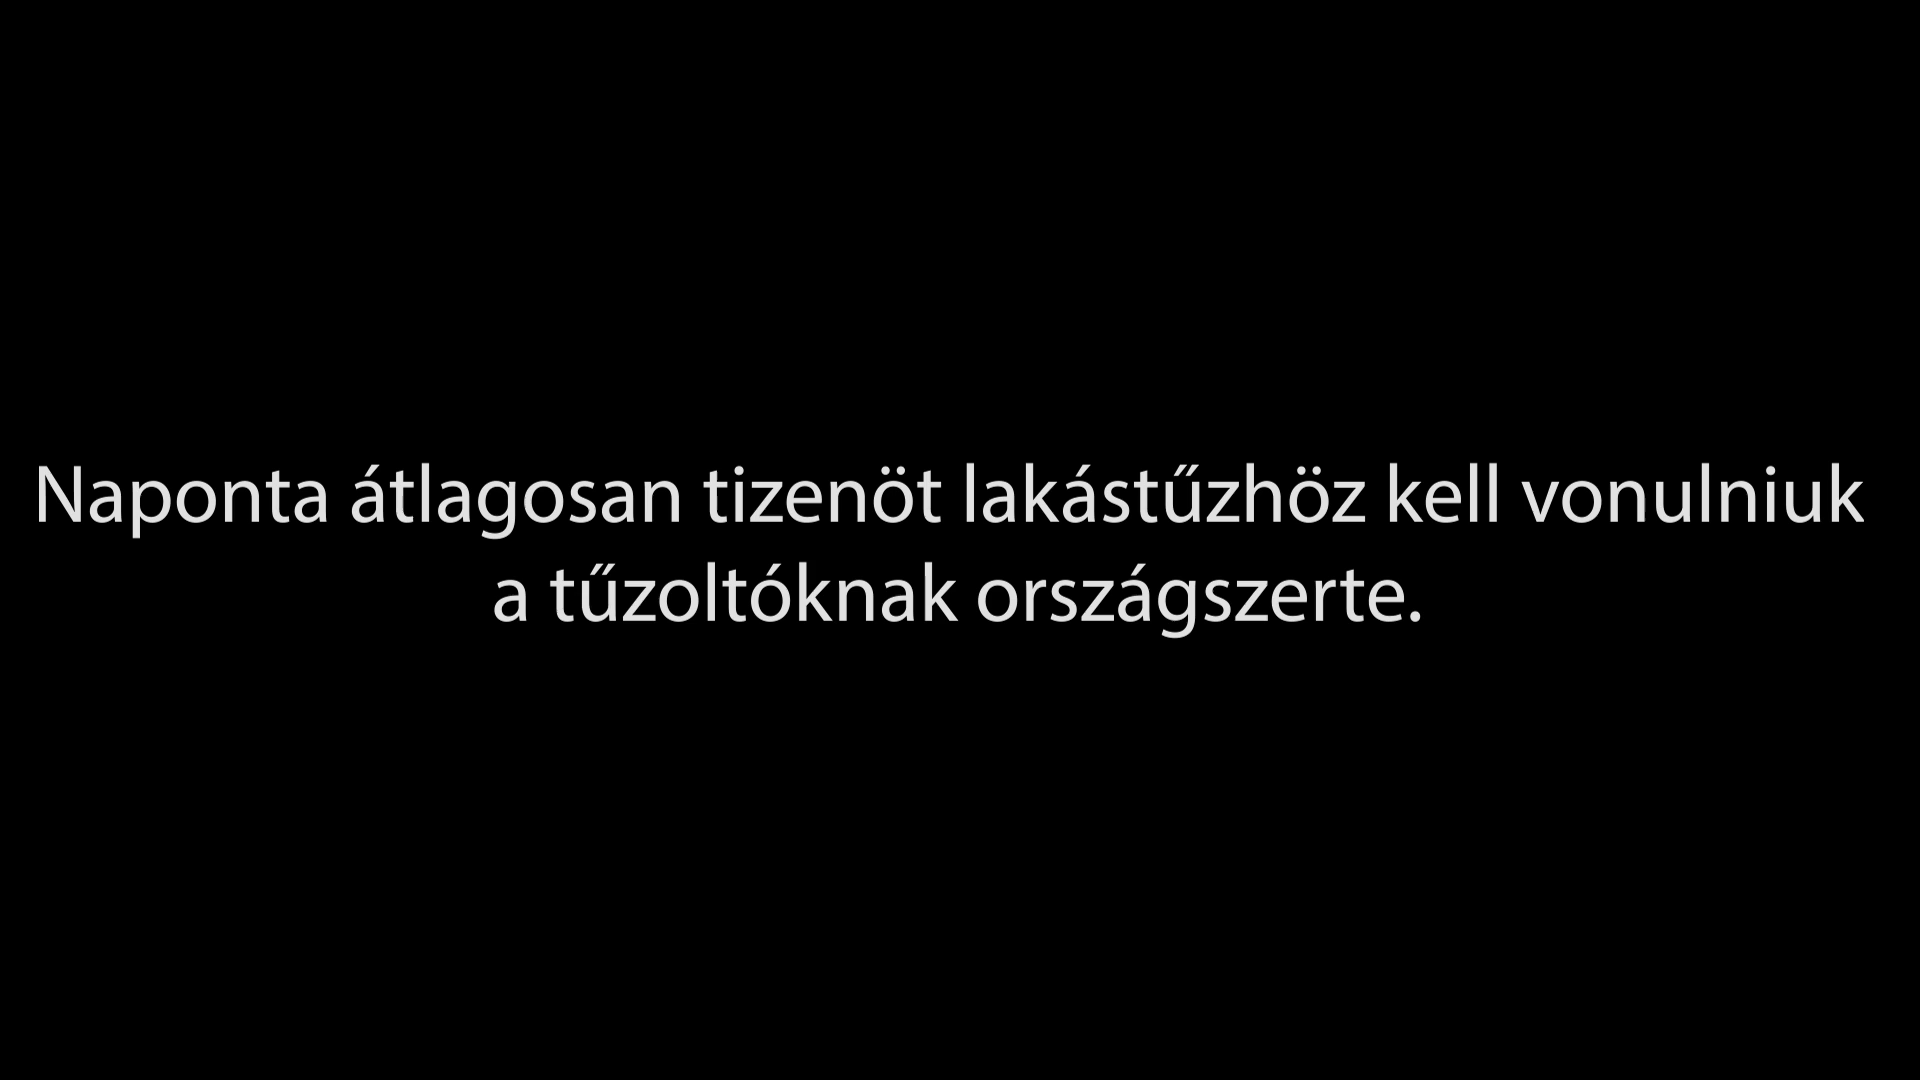 Naponta átlagosan tizenöt lakástűzhöz kell vonulniuk
a tűzoltóknak országszerte.